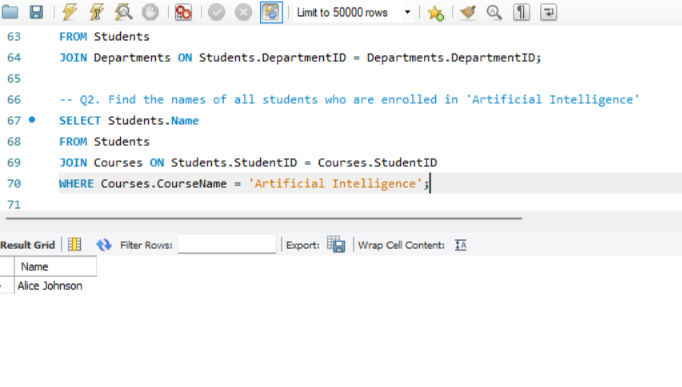 Limit to 50000 rows
63 FROM Students
64 JOIN Departments ON Students.DepartmentID = Departments.DepartmentID;
65
66 -- Q2. Find the names of all students who are enrolled in 'Artificial Intelligence'
67 SELECT Students.Name
68 FROM Students
69 JOIN Courses ON Students.StudentID = Courses.StudentID
70 WHERE Courses.CourseName = 'Artificial Intelligence';
71
Result Grid Filter Rows: Export: Wrap Cell Content: IA
Name
Alice Johnson